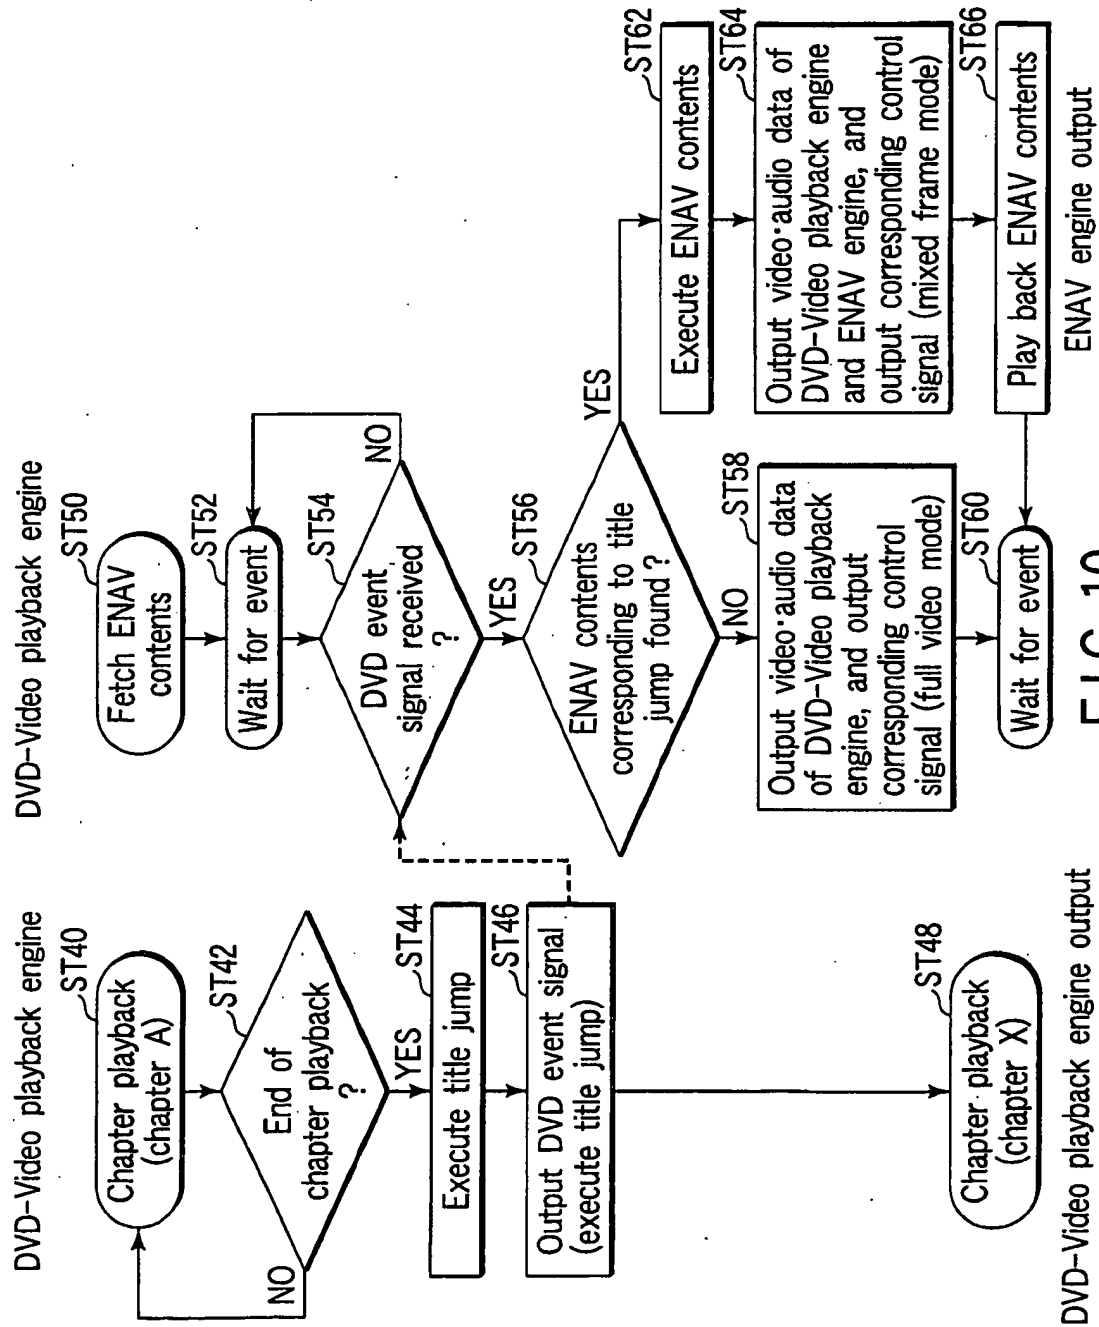 DVD-Video playback engine
ST40
Chapter playback
(chapter A)
ST42
End of
chapter playback
?
NO
YES
ST44
Execute title jump
ST46
Output DVD event signal
(execute title jump)
ST48
Chapter playback
(chapter X)
DVD-Video playback engine output
DVD-Video playback engine
ST50
Fetch ENAV
contents
ST52
Wait for event
ST54
DVD event
signal received
?
NO
YES
ST56
ENAV contents
corresponding to title
jump found ?
YES
NO
ST58
Output video·audio data
of DVD-Video playback
engine, and output
corresponding control
signal (full video mode)
ST60
Wait for event
ST62
Execute ENAV contents
ST64
Output video·audio data of
DVD-Video playback engine
and ENAV engine, and
output corresponding control
signal (mixed frame mode)
ST66
Play back ENAV contents
ENAV engine output